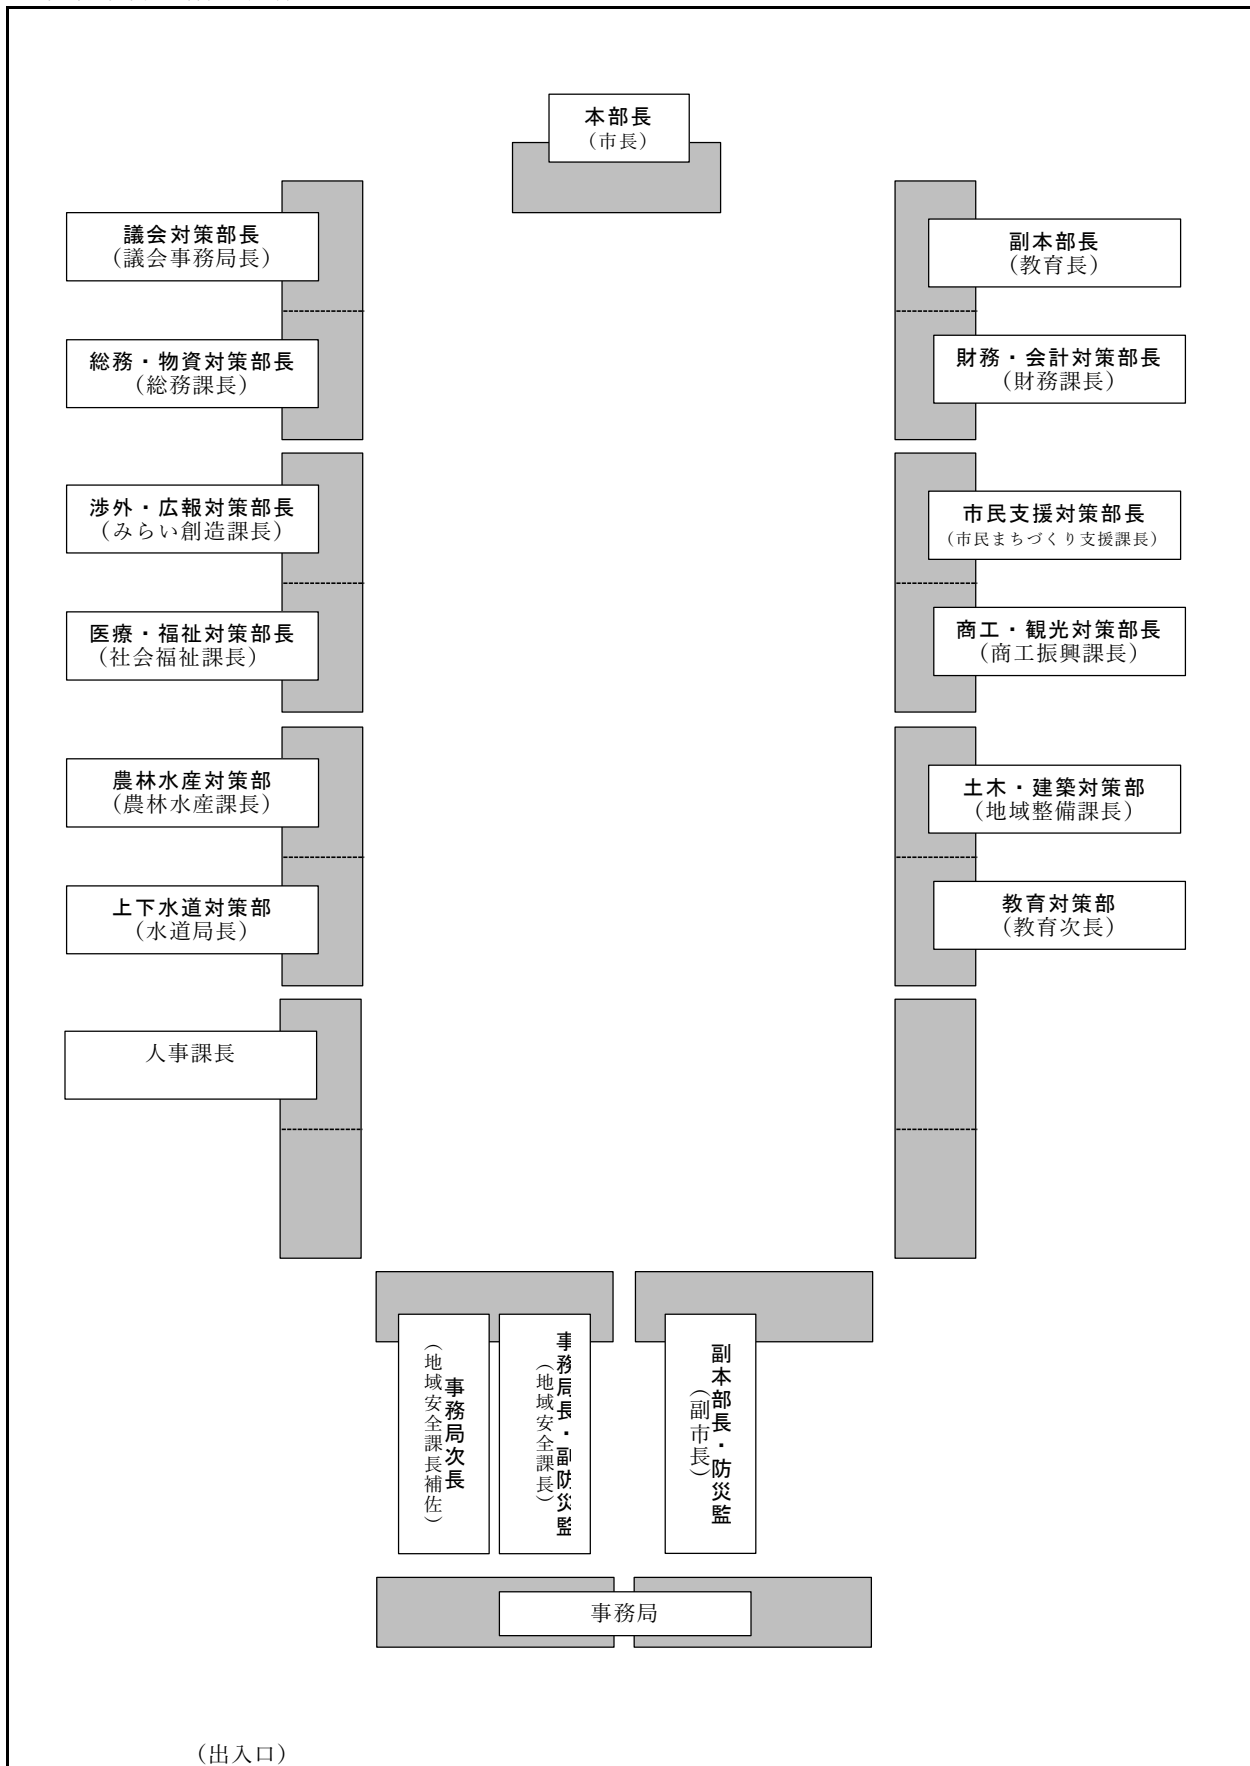 本部長
（市長）
議会対策部長
（議会事務局長）
副本部長
（教育長）
総務・物資対策部長
（総務課長）
財務・会計対策部長
（財務課長）
渉外・広報対策部長
（みらい創造課長）
市民支援対策部長
（市民まちづくり支援課長）
医療・福祉対策部長
（社会福祉課長）
商工・観光対策部長
（商工振興課長）
農林水産対策部
（農林水産課長）
土木・建築対策部
（地域整備課長）
上下水道対策部
（水道局長）
教育対策部
（教育次長）
人事課長
事務局次長
（地域安全課長補佐）
事務局長・副防災監
（地域安全課長）
副本部長・防災監
（副市長）
事務局
（出入口）